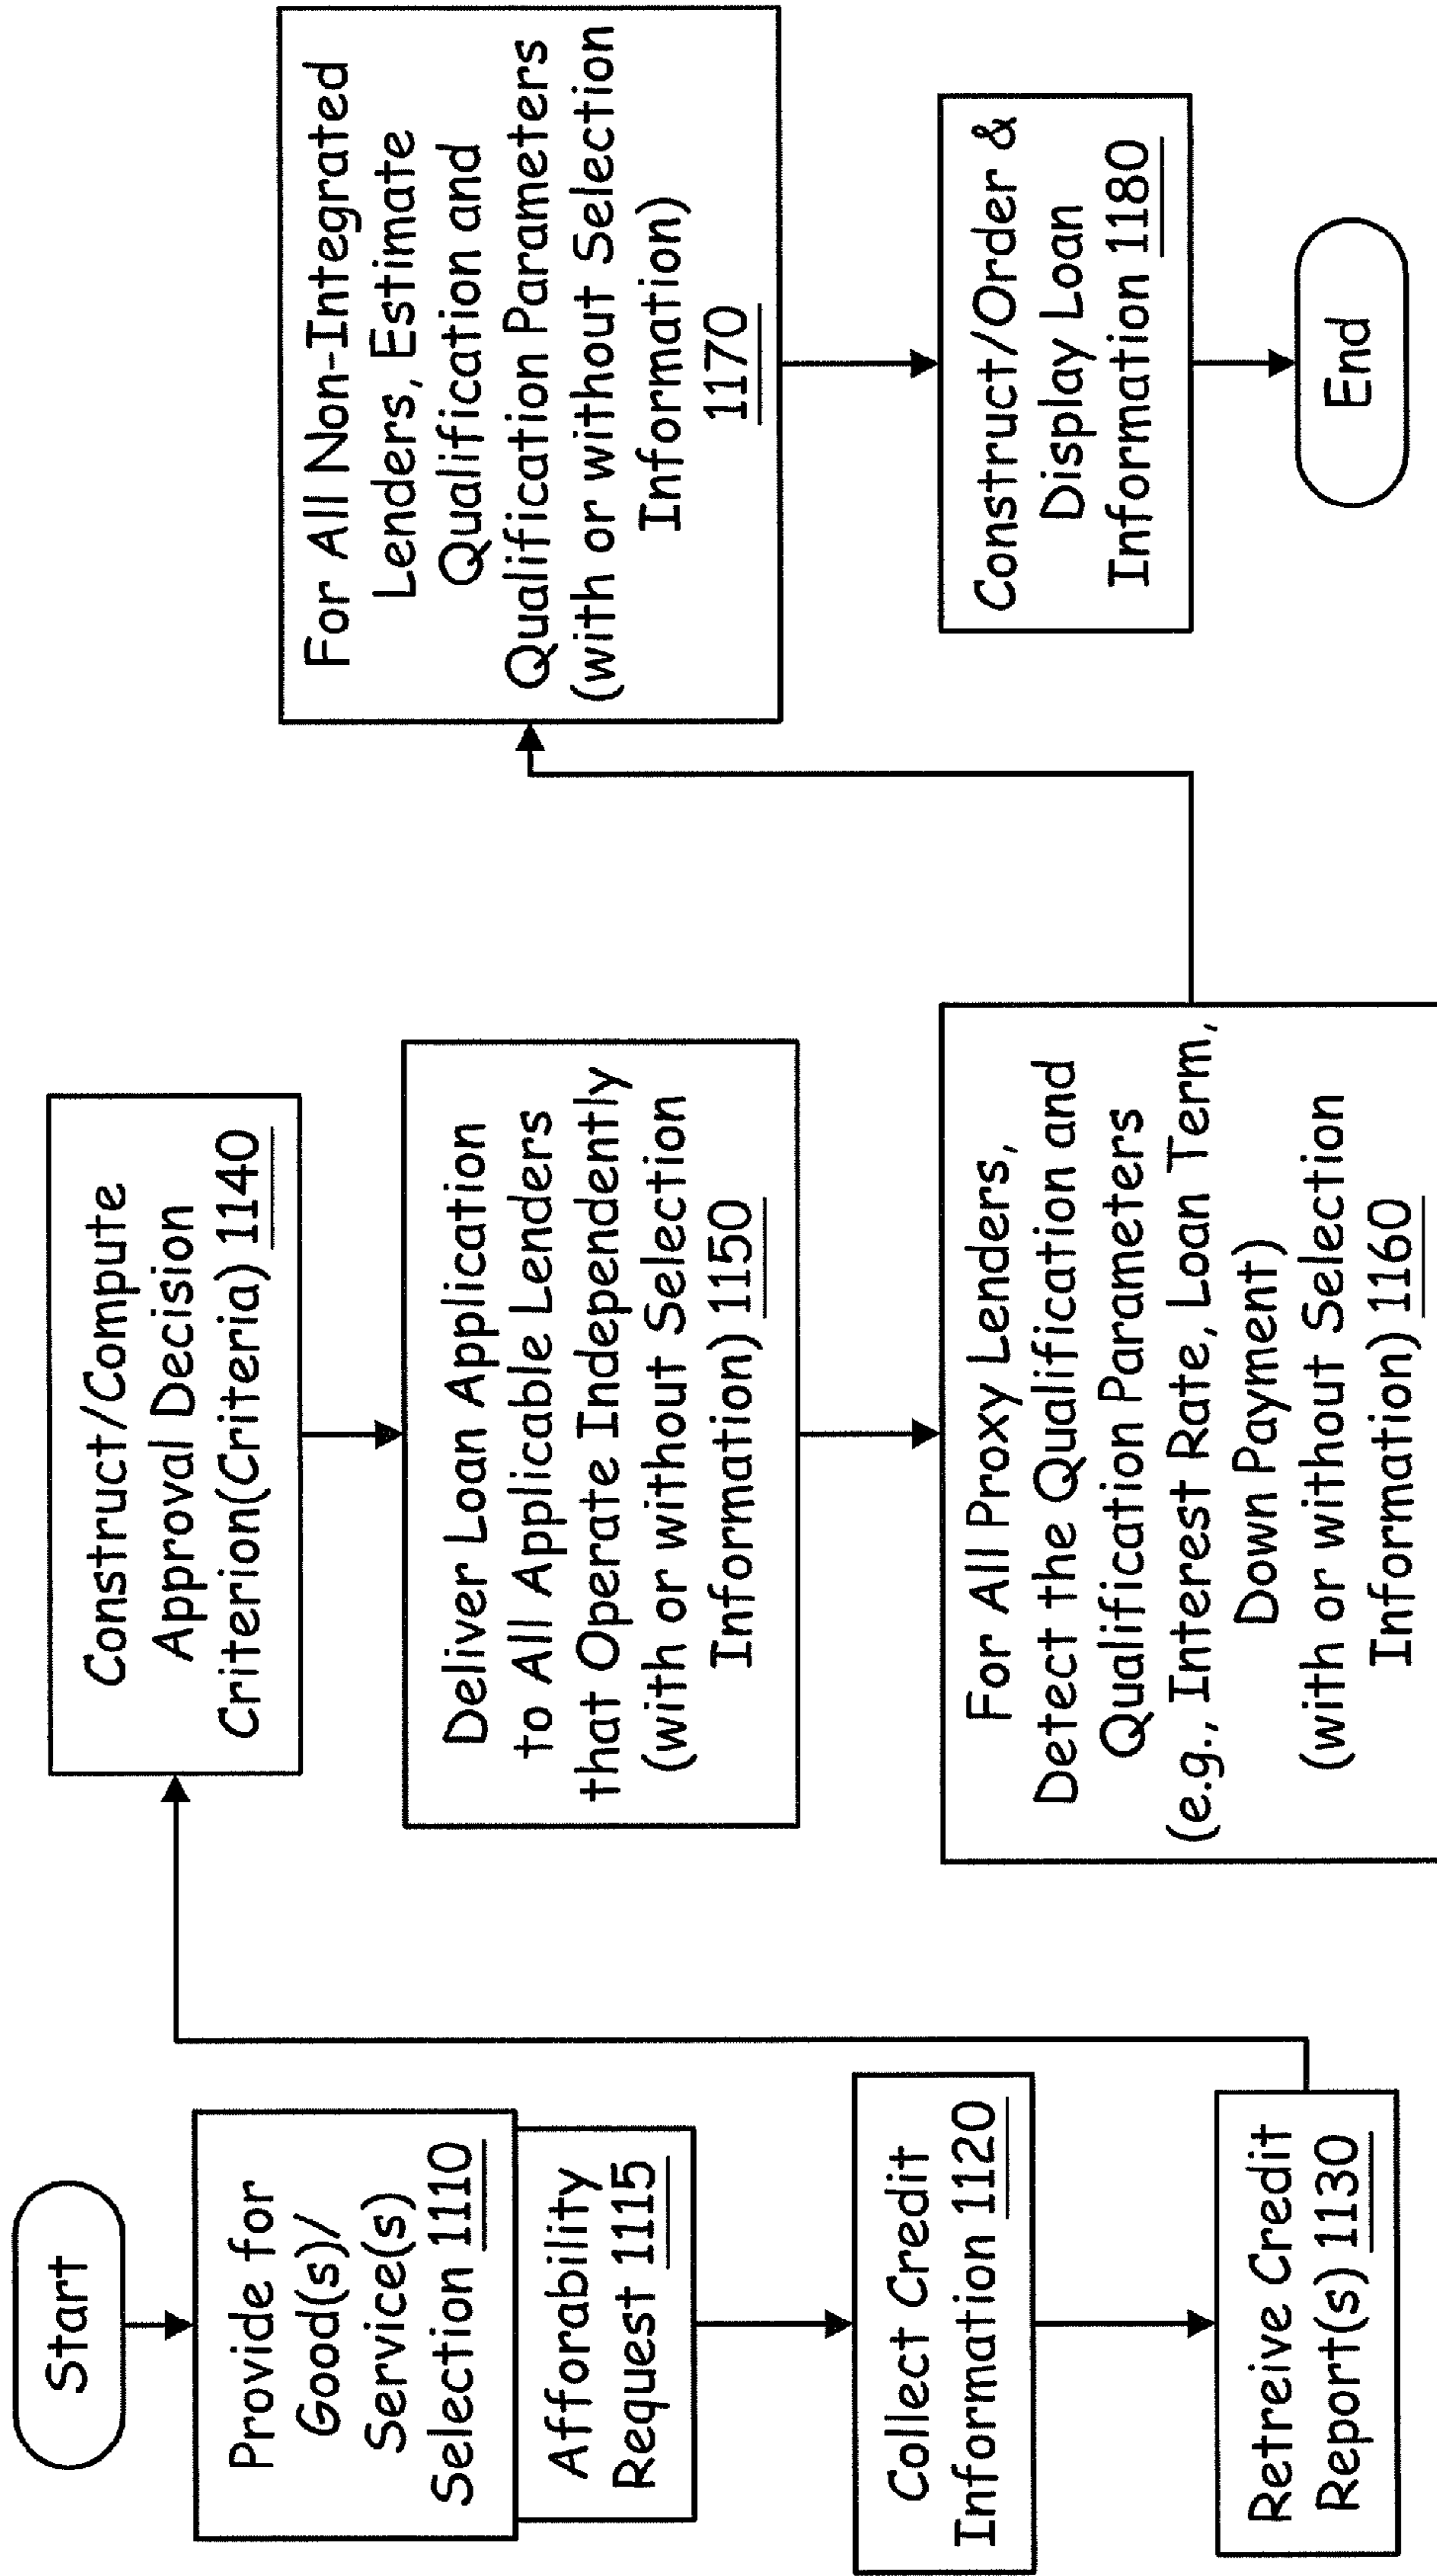 Start
Provide for
Good(s)/
Service(s)
Selection 1110
Afforability
Request 1115
Collect Credit
Information 1120
Retreive Credit
Report(s) 1130
Construct/Compute
Approval Decision
Criterion(Criteria) 1140
Deliver Loan Application
to All Applicable Lenders
that Operate Independently
(with or without Selection
Information) 1150
For All Proxy Lenders,
Detect the Qualification and
Qualification Parameters
(e.g., Interest Rate, Loan Term,
Down Payment)
(with or without Selection
Information) 1160
For All Non-Integrated
Lenders, Estimate
Qualification and
Qualification Parameters
(with or without Selection
Information)
1170
Construct/Order &
Display Loan
Information 1180
End